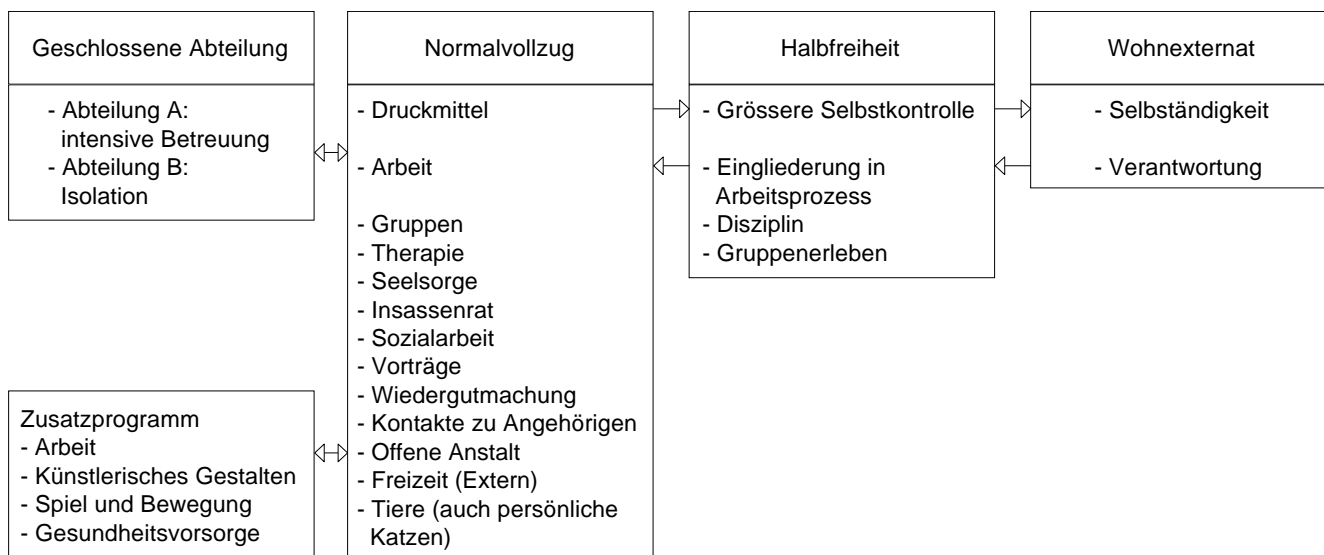 Geschlossene Abteilung
- Abteilung A:
intensive Betreuung
- Abteilung B:
Isolation
Normalvollzug
- Druckmittel
- Arbeit
- Gruppen
- Therapie
- Seelsorge
- Insassenrat
- Sozialarbeit
- Vorträge
- Wiedergutmachung
- Kontakte zu Angehörigen
- Offene Anstalt
- Freizeit (Extern)
- Tiere (auch persönliche
Katzen)
Halbfreiheit
- Grössere Selbstkontrolle
- Eingliederung in
Arbeitsprozess
- Disziplin
- Gruppenerleben
Wohnexternat
- Selbständigkeit
- Verantwortung
Zusatzprogramm
- Arbeit
- Künstlerisches Gestalten
- Spiel und Bewegung
- Gesundheitsvorsorge